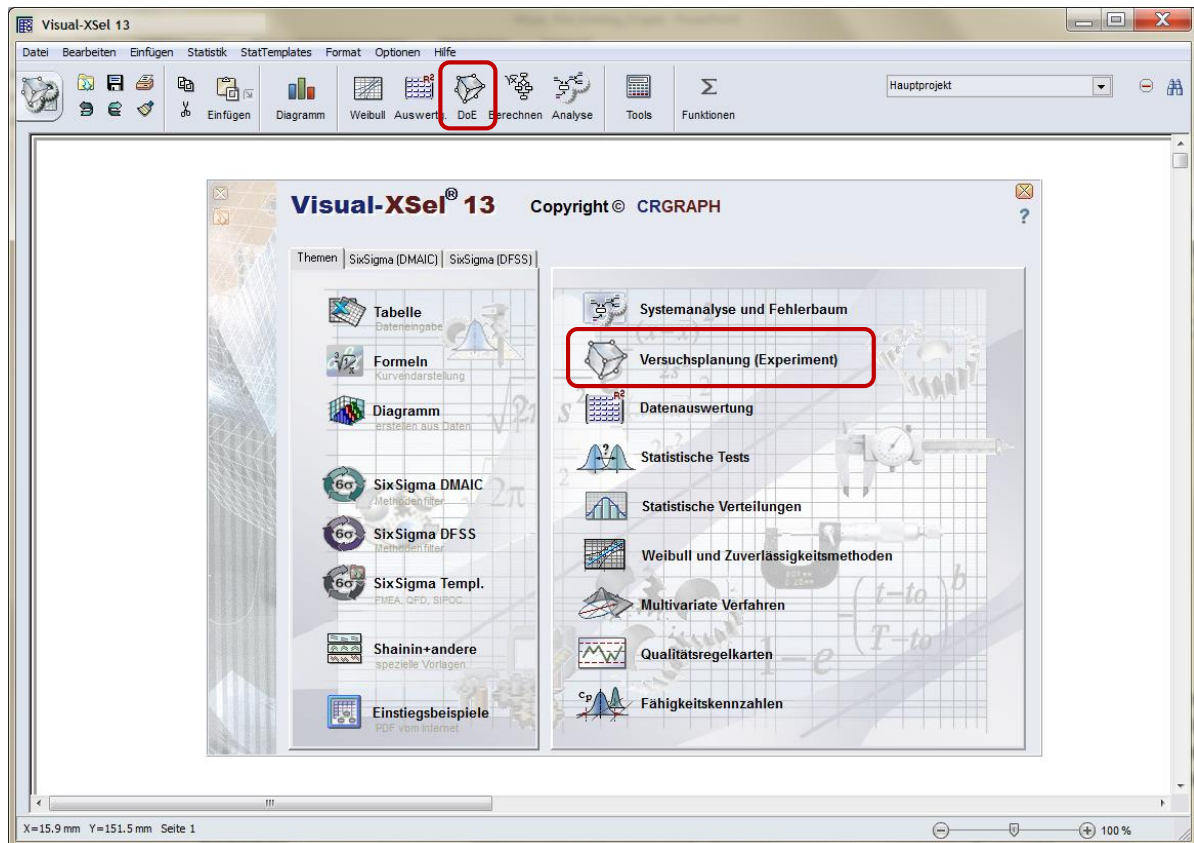 Visual-XSel 13
Datei Bearbeiten Einfügen Statistik StatTemplates Format Optionen Hilfe
Einfügen Diagramm Weibull Auswertg. DoE Berechnen Analyse Tools Funktionen
Hauptprojekt
Visual-XSel® 13 Copyright © CRGRAPH
?
Themen SixSigma (DMAIC) SixSigma (DFSS)
Tabelle
Dateneingabe
Formeln
Kurvendarstellung
Diagramm
erstellen aus Daten
SixSigma DMAIC
Methodenfilter
SixSigma DFSS
Methodenfilter
SixSigma Templ.
FMEA, QFD, SIPOC
Shainin+andere
spezielle Vorlagen
Einstiegsbeispiele
PDF vom Internet
Systemanalyse und Fehlerbaum
Versuchsplanung (Experiment)
Datenauswertung
Statistische Tests
Statistische Verteilungen
Weibull und Zuverlässigkeitsmethoden
Multivariate Verfahren
Qualitätsregelkarten
Fähigkeitskennzahlen
X=15.9 mm Y=151.5 mm Seite 1
100 %